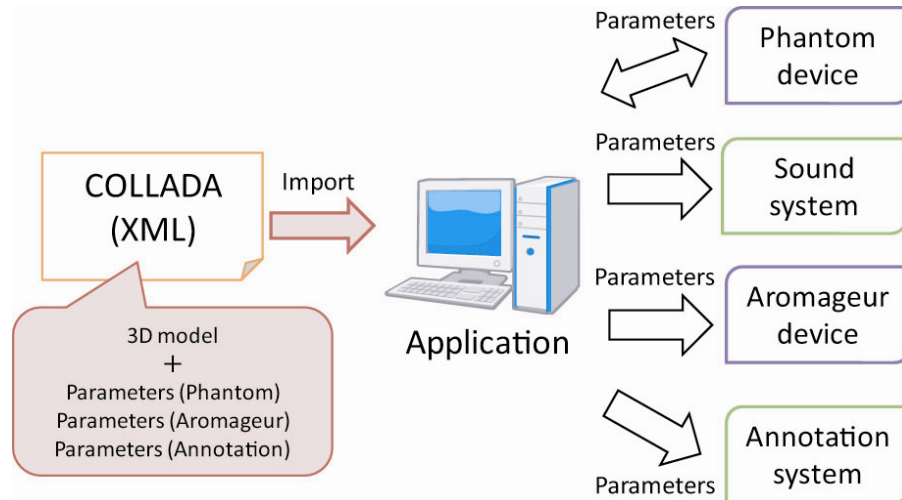 COLLADA
(XML)
Import
3D model
+
Parameters (Phantom)
Parameters (Aromageur)
Parameters (Annotation)
Application
Parameters
Phantom
device
Parameters
Sound
system
Parameters
Aromageur
device
Parameters
Annotation
system